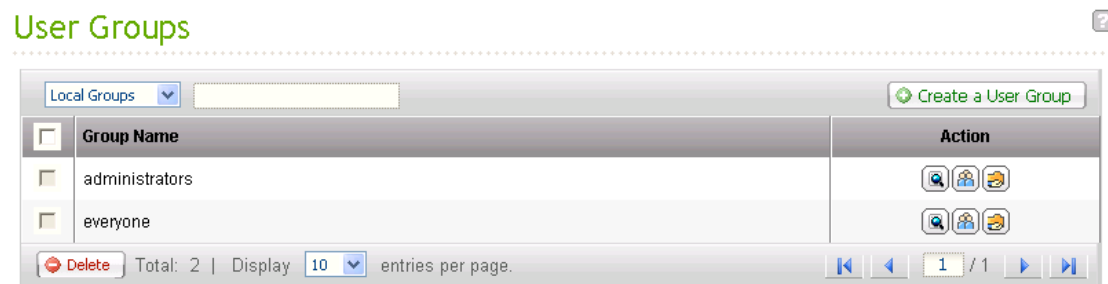 User Groups
?
Local Groups
Create a User Group
Group Name Action
administrators
everyone
Delete Total: 2 | Display 10 entries per page. 1 / 1